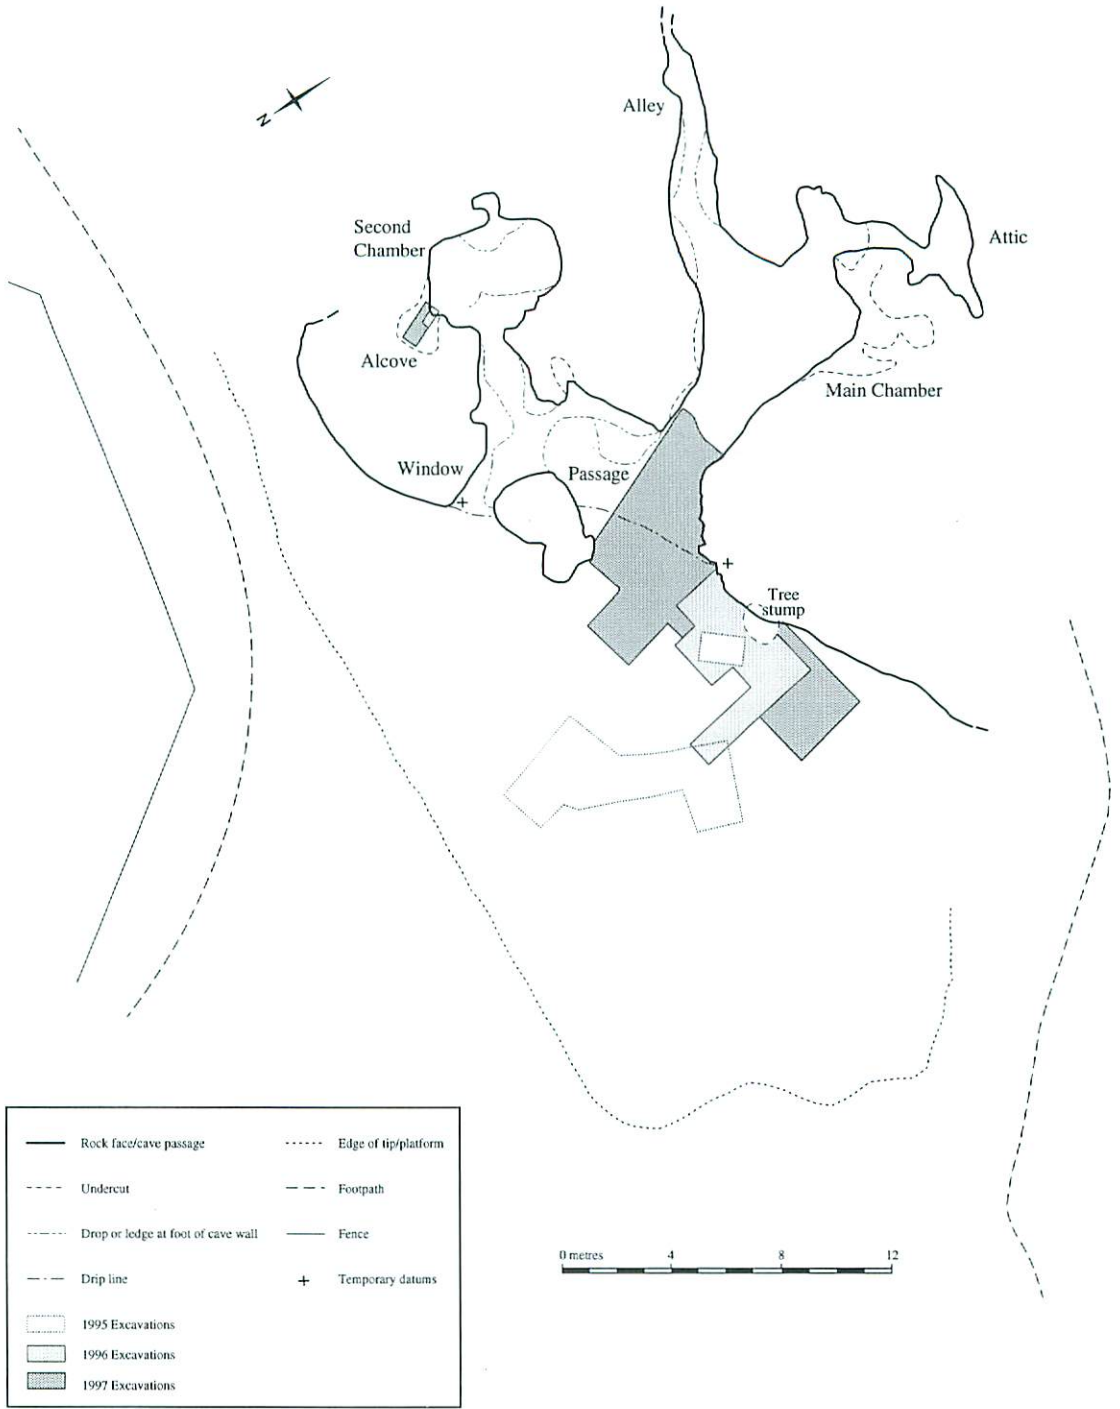 Alley
N
Second
Chamber
Attic
Alcove
Main Chamber
Window
Passage
Tree
stump
Rock face/cave passage
Edge of tip/platform
Undercut
Footpath
Drop or ledge at foot of cave wall
Fence
Drip line
Temporary datums
1995 Excavations
1996 Excavations
1997 Excavations
0 metres 4 8 12